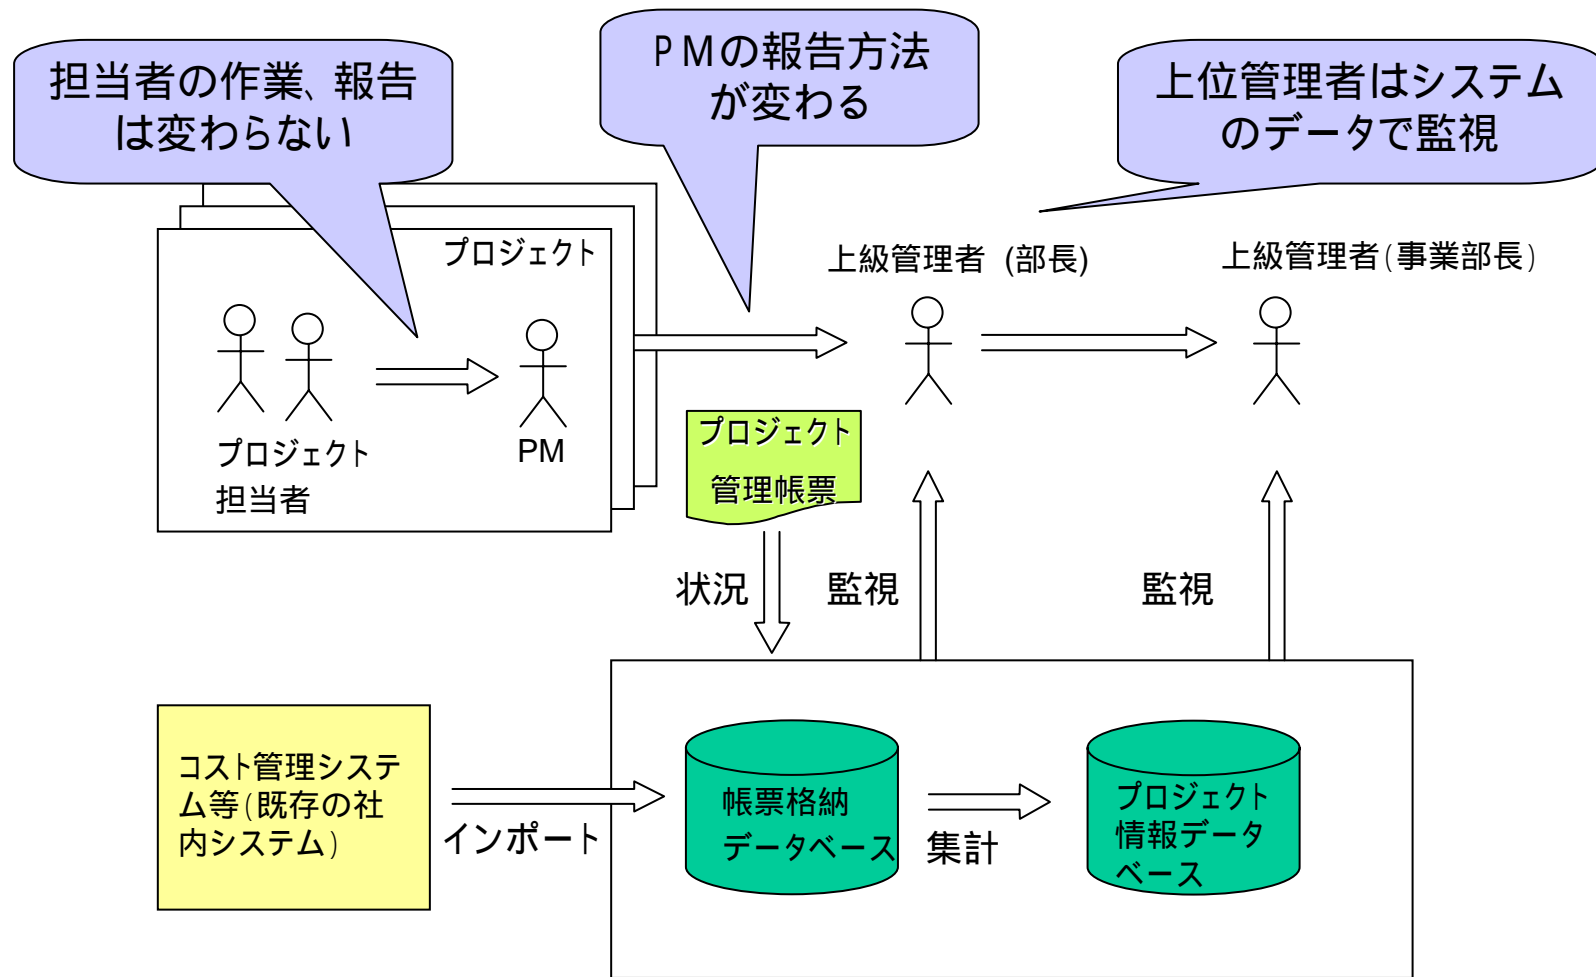 担当者の作業、報告
は変わらない
ＰＭの報告方法
が変わる
上位管理者はシステム
のデータで監視
プロジェクト
上級管理者 (部長)
上級管理者(事業部長)
プロジェクト
担当者
PM
プロジェクト
管理帳票
状況
監視
監視
コスト管理システ
ム等(既存の社
内システム)
インポート
帳票格納
データベース
集計
プロジェクト
情報データ
ベース